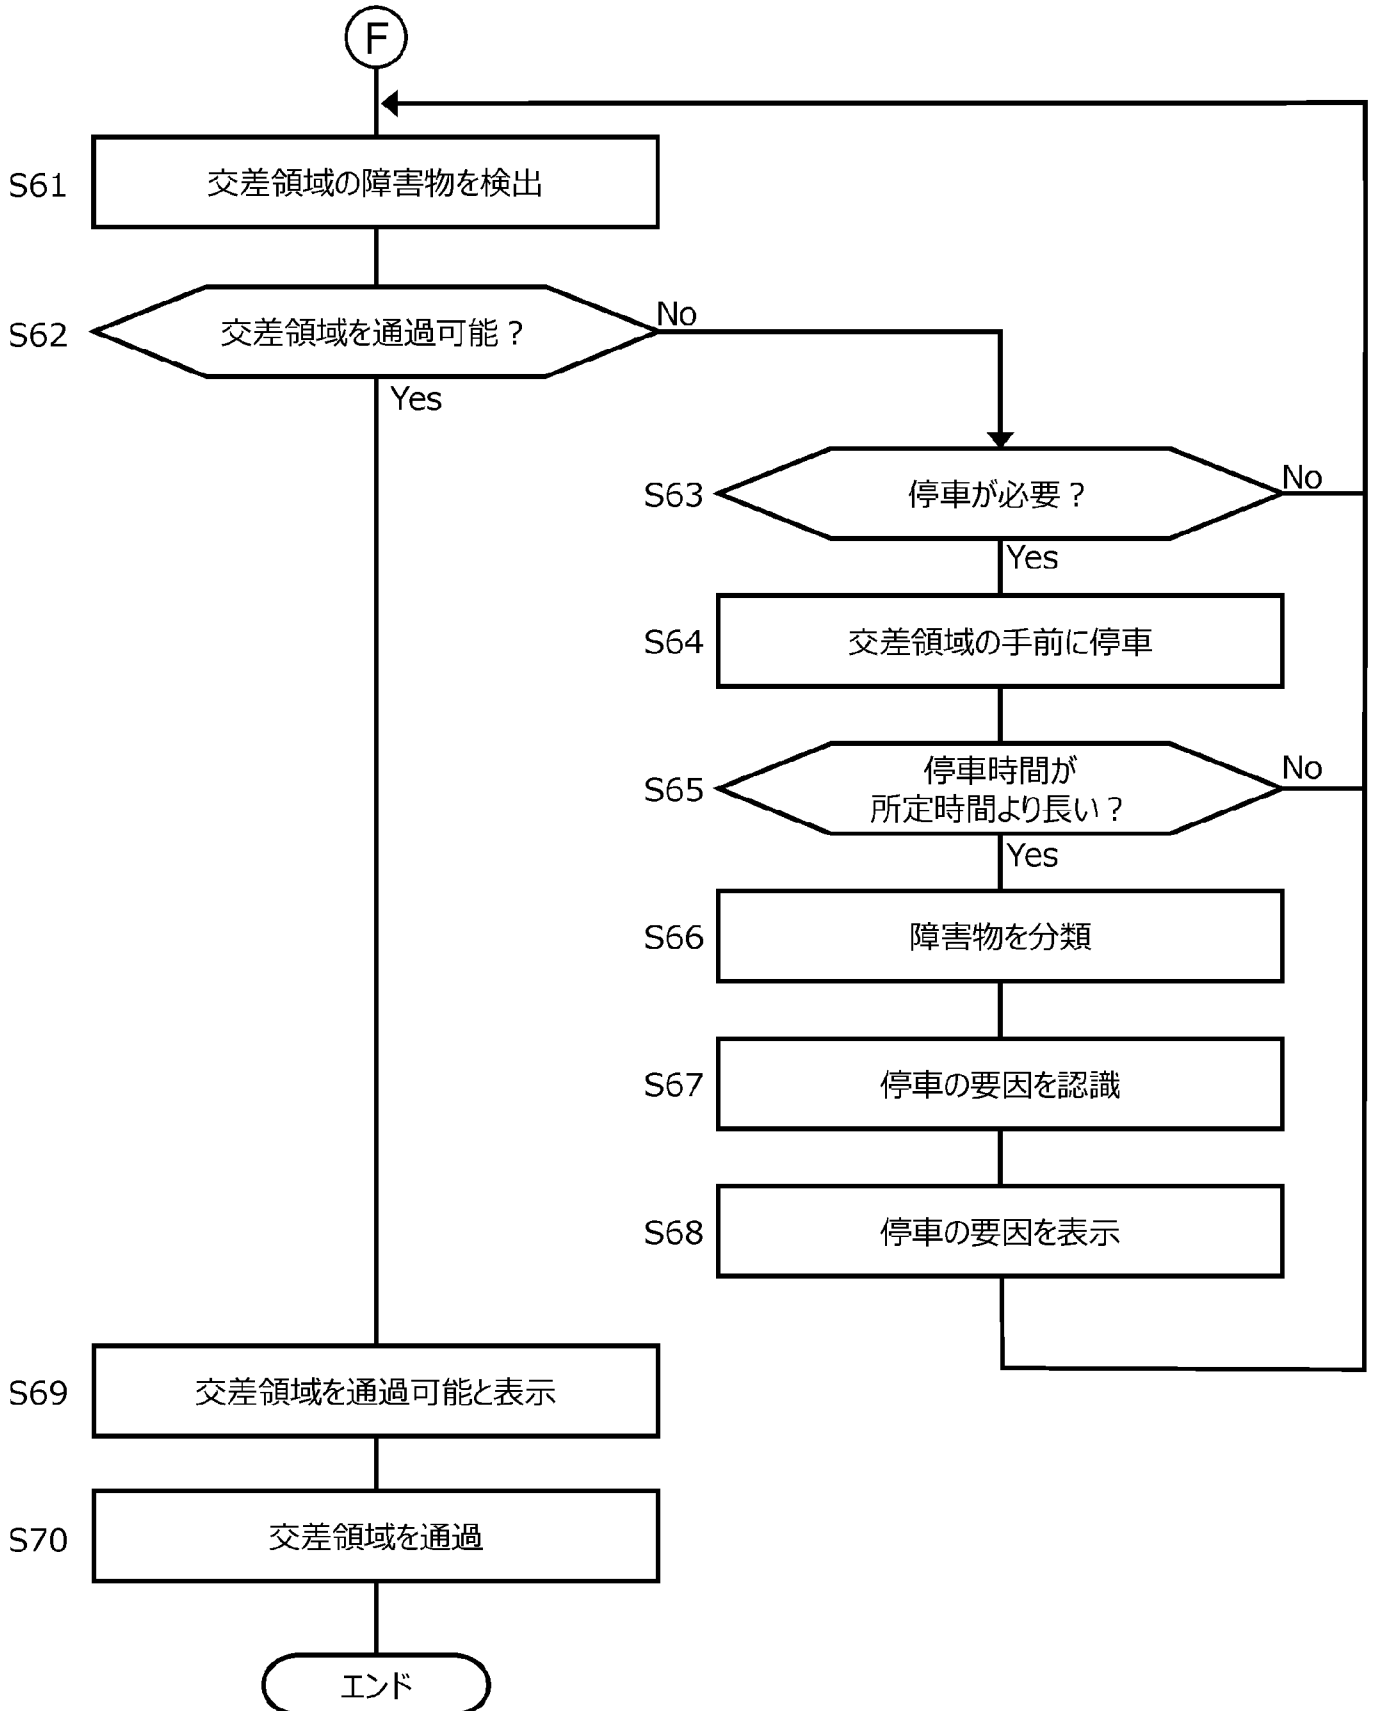 F
S61 交差領域の障害物を検出
S62 交差領域を通過可能？
No
Yes
S63 停車が必要？
No
Yes
S64 交差領域の手前に停車
S65 停車時間が
所定時間より長い？
No
Yes
S66 障害物を分類
S67 停車の要因を認識
S68 停車の要因を表示
S69 交差領域を通過可能と表示
S70 交差領域を通過
エンド